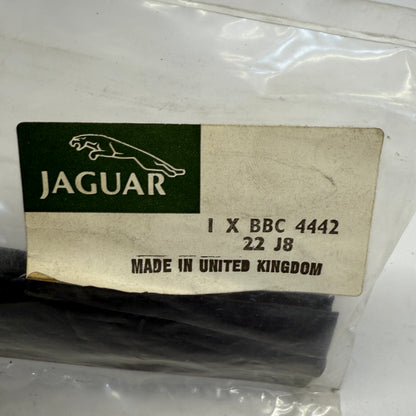 JAGUAR
1 X BBC 4442
22 J8
MADE IN UNITED KINGDOM